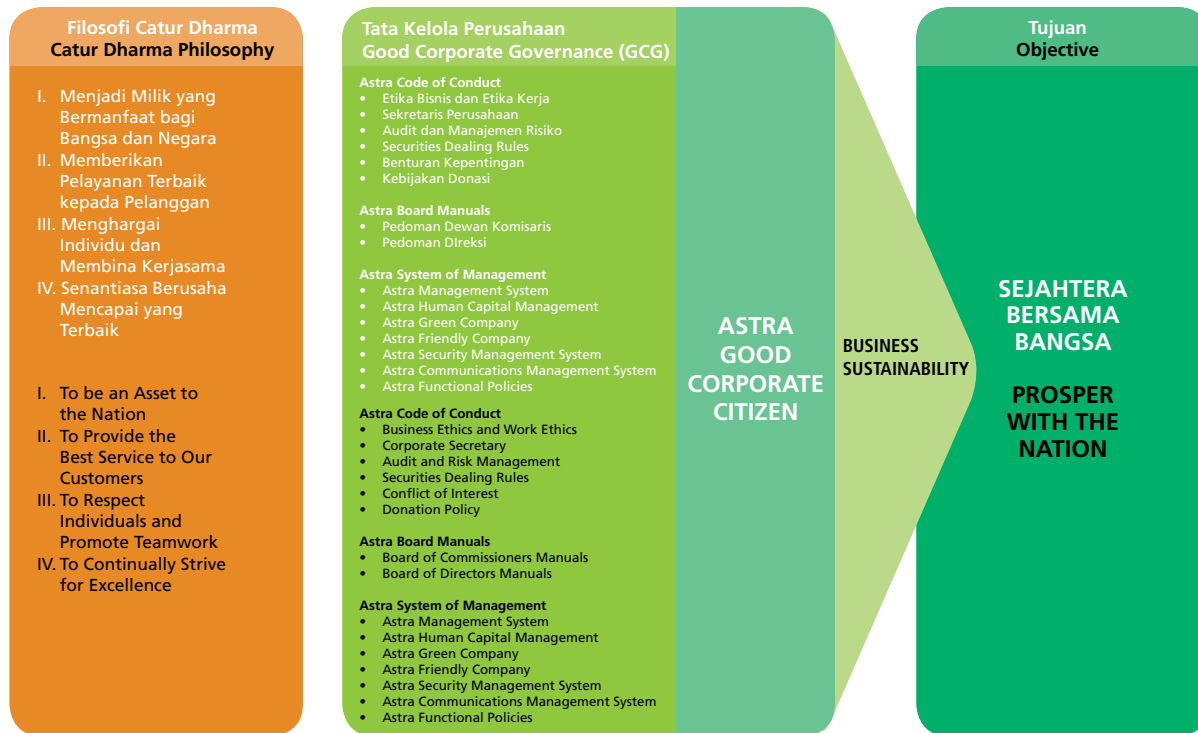 Filosofi Catur Dharma
Catur Dharma Philosophy
I. Menjadi Milik yang
Bermanfaat bagi
Bangsa dan Negara
II. Memberikan
Pelayanan Terbaik
kepada Pelanggan
III. Menghargai
Individu dan
Membina Kerjasama
IV. Senantiasa Berusaha
Mencapai yang
Terbaik
I. To be an Asset to
the Nation
II. To Provide the
Best Service to Our
Customers
III. To Respect
Individuals and
Promote Teamwork
IV. To Continually Strive
for Excellence
Tata Kelola Perusahaan
Good Corporate Governance (GCG)
Astra Code of Conduct
• Etika Bisnis dan Etika Kerja
• Sekretaris Perusahaan
• Audit dan Manajemen Risiko
• Securities Dealing Rules
• Benturan Kepentingan
• Kebijakan Donasi
Astra Board Manuals
• Pedoman Dewan Komisaris
• Pedoman DIreksi
Astra System of Management
• Astra Management System
• Astra Human Capital Management
• Astra Green Company
• Astra Friendly Company
• Astra Security Management System
• Astra Communications Management System
• Astra Functional Policies
Astra Code of Conduct
• Business Ethics and Work Ethics
• Corporate Secretary
• Audit and Risk Management
• Securities Dealing Rules
• Conflict of Interest
• Donation Policy
Astra Board Manuals
• Board of Commissioners Manuals
• Board of Directors Manuals
Astra System of Management
• Astra Management System
• Astra Human Capital Management
• Astra Green Company
• Astra Friendly Company
• Astra Security Management System
• Astra Communications Management System
• Astra Functional Policies
ASTRA
GOOD
CORPORATE
CITIZEN
BUSINESS
SUSTAINABILITY
Tujuan
Objective
SEJAHTERA
BERSAMA
BANGSA
PROSPER
WITH THE
NATION